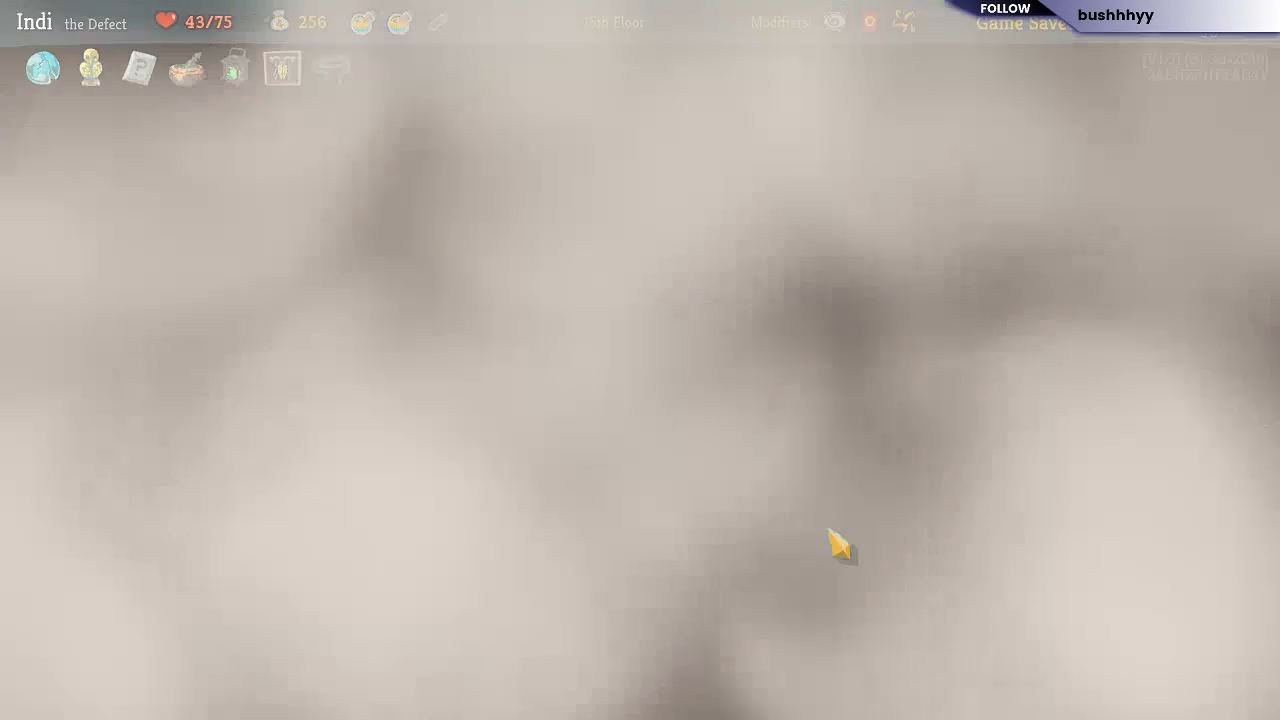 Indi the Defect 43/75 256 15th Floor Modifiers: Game Save
FOLLOW
bushhhyy